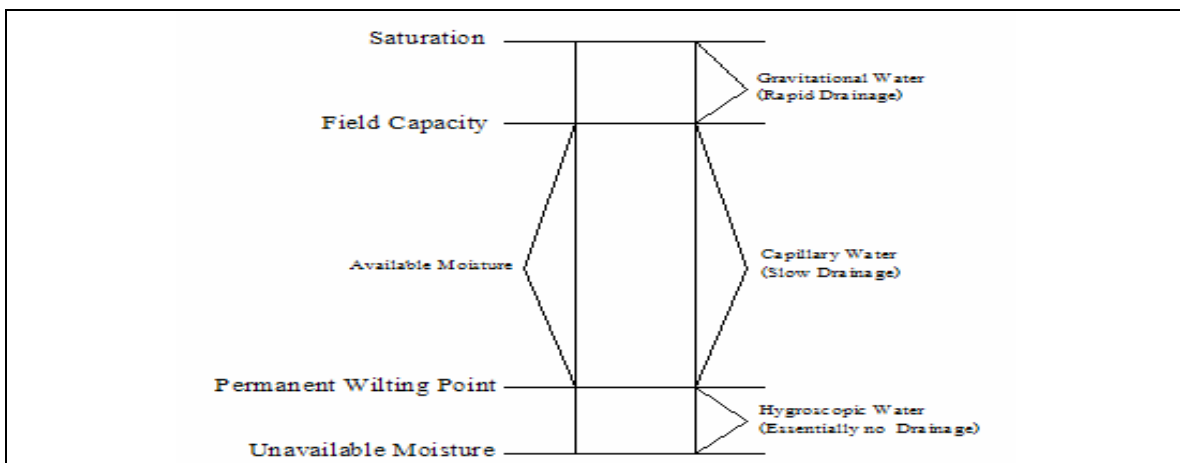 Saturation
Gravitational Water
(Rapid Drainage)
Field Capacity
Available Moisture
Capillary Water
(Slow Drainage)
Permanent Wilting Point
Hygroscopic Water
(Essentially no Drainage)
Unavailable Moisture